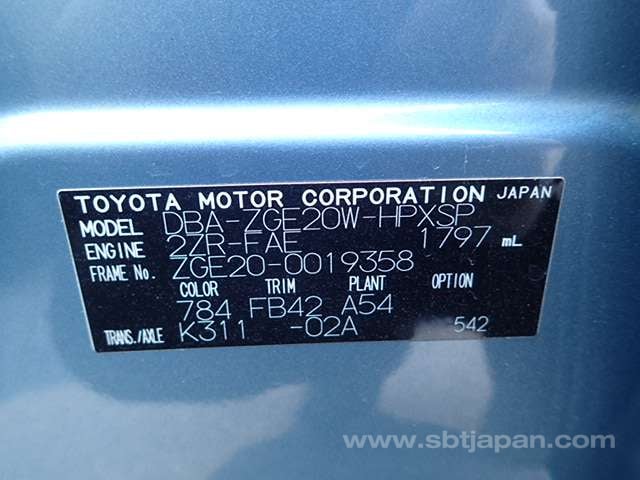 TOYOTA MOTOR CORPORATION JAPAN
MODEL DBA-ZGE20W-HPXSP
ENGINE 2ZR-FAE 1797 mL
FRAME No. ZGE20-0019358
COLOR TRIM PLANT OPTION
784 FB42 A54
TRANS./AXLE K311 -02A 542
www.sbtjapan.com